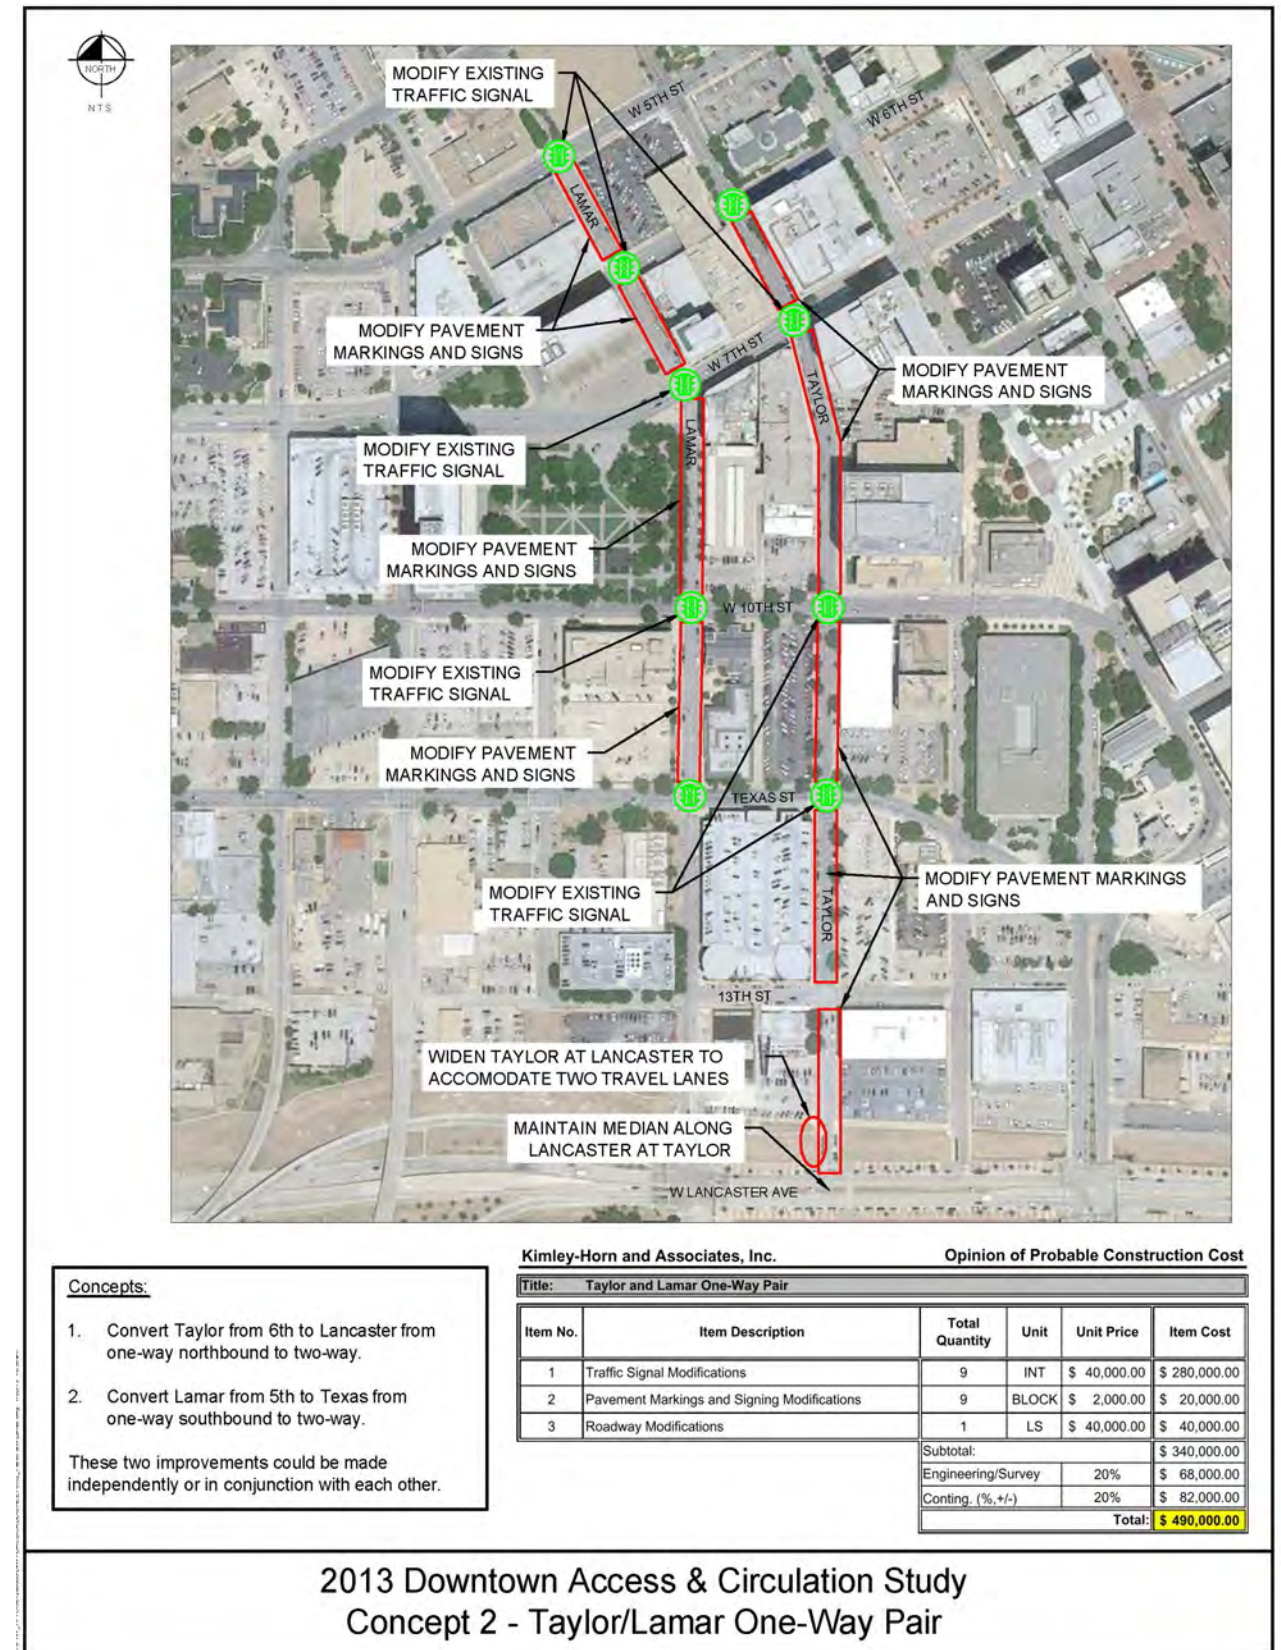 NORTH
NTS
MODIFY EXISTING
TRAFFIC SIGNAL
W 5TH ST
W 6TH ST
LAMAR
MODIFY PAVEMENT
MARKINGS AND SIGNS
W 7TH ST
MODIFY PAVEMENT
MARKINGS AND SIGNS
TAYLOR
LAMAR
MODIFY EXISTING
TRAFFIC SIGNAL
MODIFY PAVEMENT
MARKINGS AND SIGNS
W 10TH ST
MODIFY EXISTING
TRAFFIC SIGNAL
MODIFY PAVEMENT
MARKINGS AND SIGNS
TEXAS ST
MODIFY EXISTING
TRAFFIC SIGNAL
MODIFY PAVEMENT MARKINGS
AND SIGNS
TAYLOR
13TH ST
WIDEN TAYLOR AT LANCASTER TO
ACCOMODATE TWO TRAVEL LANES
MAINTAIN MEDIAN ALONG
LANCASTER AT TAYLOR
W LANCASTER AVE
Concepts:
1. Convert Taylor from 6th to Lancaster from
one-way northbound to two-way.
2. Convert Lamar from 5th to Texas from
one-way southbound to two-way.
These two improvements could be made
independently or in conjunction with each other.
Kimley-Horn and Associates, Inc. Opinion of Probable Construction Cost
Title: Taylor and Lamar One-Way Pair
Item No. Item Description Total Quantity Unit Unit Price Item Cost
1 Traffic Signal Modifications 9 INT $ 40,000.00 $ 280,000.00
2 Pavement Markings and Signing Modifications 9 BLOCK $ 2,000.00 $ 20,000.00
3 Roadway Modifications 1 LS $ 40,000.00 $ 40,000.00
Subtotal: $ 340,000.00
Engineering/Survey 20% $ 68,000.00
Conting. (%,+/-) 20% $ 82,000.00
Total: $ 490,000.00
2013 Downtown Access & Circulation Study
Concept 2 - Taylor/Lamar One-Way Pair